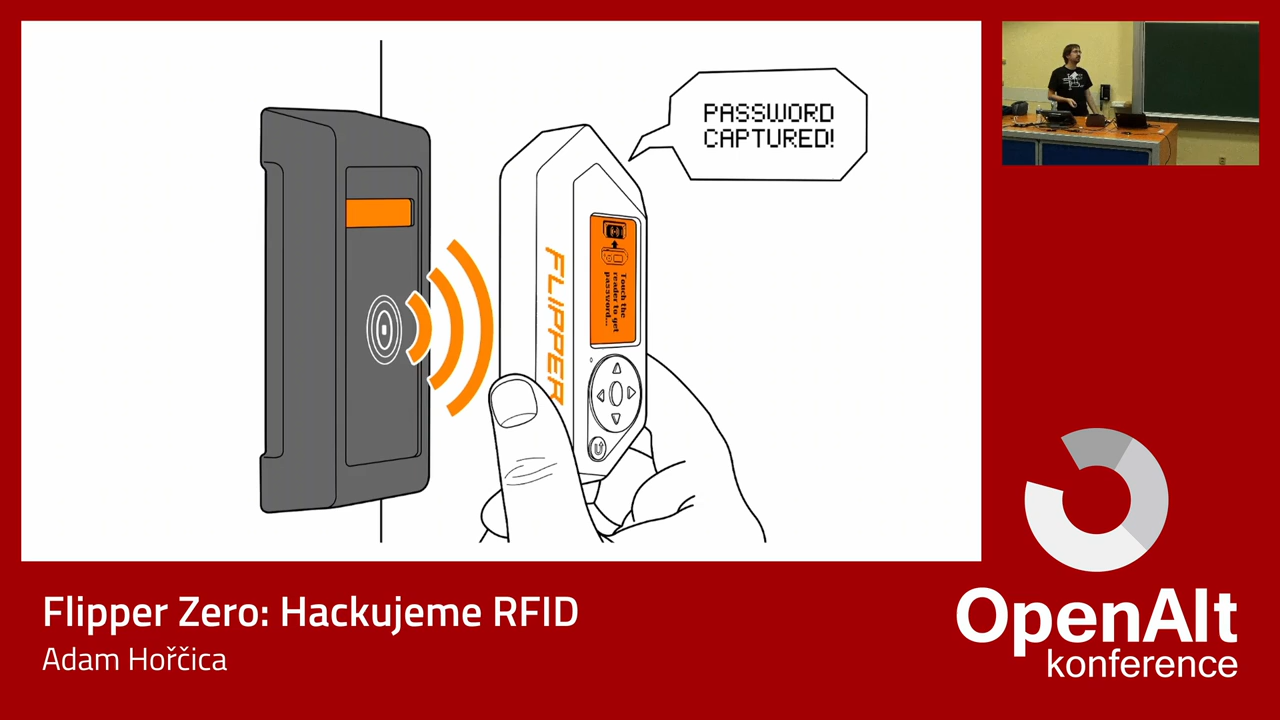 PASSWORD
CAPTURED!
FLIPPER
Touch the
reader to get
password...
Flipper Zero: Hackujeme RFID
Adam Hořčica
OpenAlt
konference